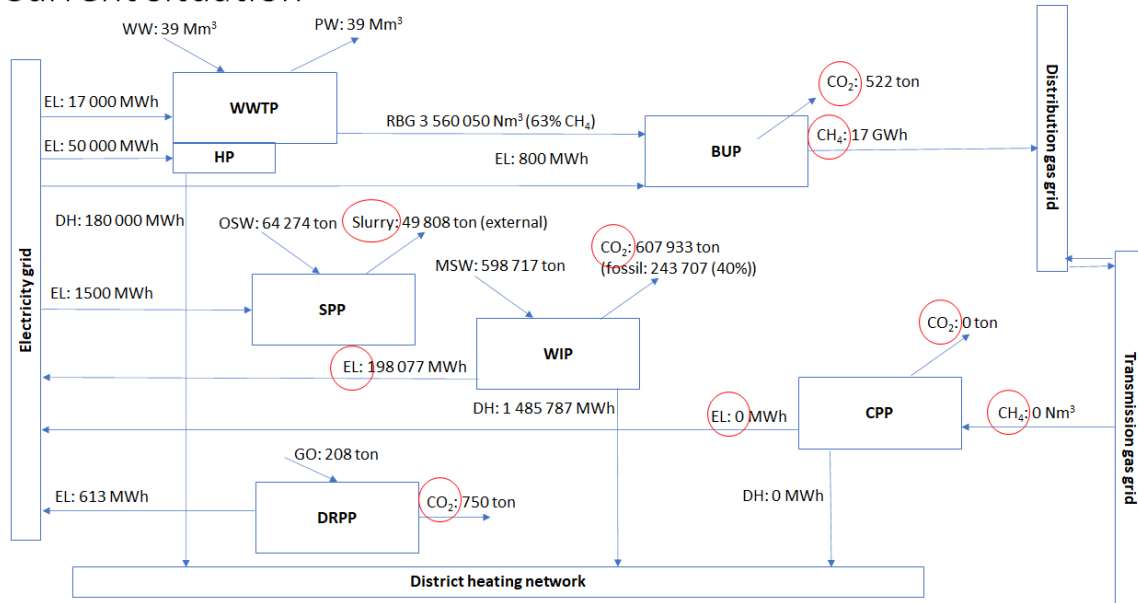 Current situation
WW: 39 Mm³
PW: 39 Mm³
EL: 17 000 MWh
WWTP
RBG 3 560 050 Nm³ (63% CH₄)
CO₂: 522 ton
CH₄: 17 GWh
EL: 50 000 MWh
HP
EL: 800 MWh
BUP
Distribution gas grid
DH: 180 000 MWh
OSW: 64 274 ton
Slurry: 49 808 ton (external)
CO₂: 607 933 ton
(fossil: 243 707 (40%))
MSW: 598 717 ton
Electricity grid
EL: 1500 MWh
SPP
WIP
CO₂: 0 ton
EL: 198 077 MWh
DH: 1 485 787 MWh
EL: 0 MWh
CPP
CH₄: 0 Nm³
Transmission gas grid
GO: 208 ton
EL: 613 MWh
DRPP
CO₂: 750 ton
DH: 0 MWh
District heating network